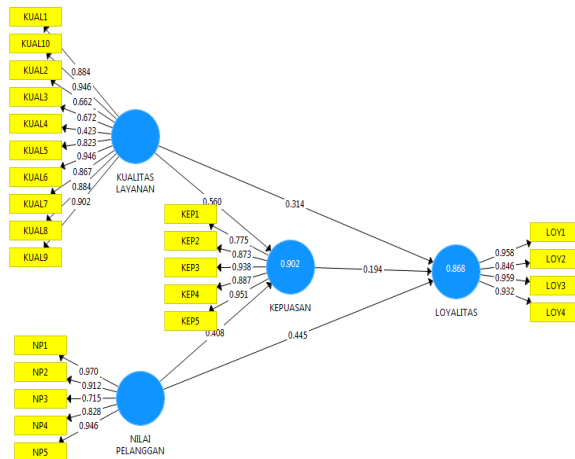 KUAL1
KUAL10
KUAL2
KUAL3
KUAL4
KUAL5
KUAL6
KUAL7
KUAL8
KUAL9
0.884
0.946
0.662
0.672
0.423
0.823
0.946
0.867
0.884
0.902
KUALITAS
LAYANAN
0.560
0.314
KEP1
KEP2
KEP3
KEP4
KEP5
0.775
0.873
0.938
0.887
0.951
0.902
KEPUASAN
0.194
0.408
0.445
0.868
LOYALITAS
0.958
0.846
0.959
0.932
LOY1
LOY2
LOY3
LOY4
NP1
NP2
NP3
NP4
NP5
0.970
0.912
0.715
0.828
0.946
NILAI
PELANGGAN